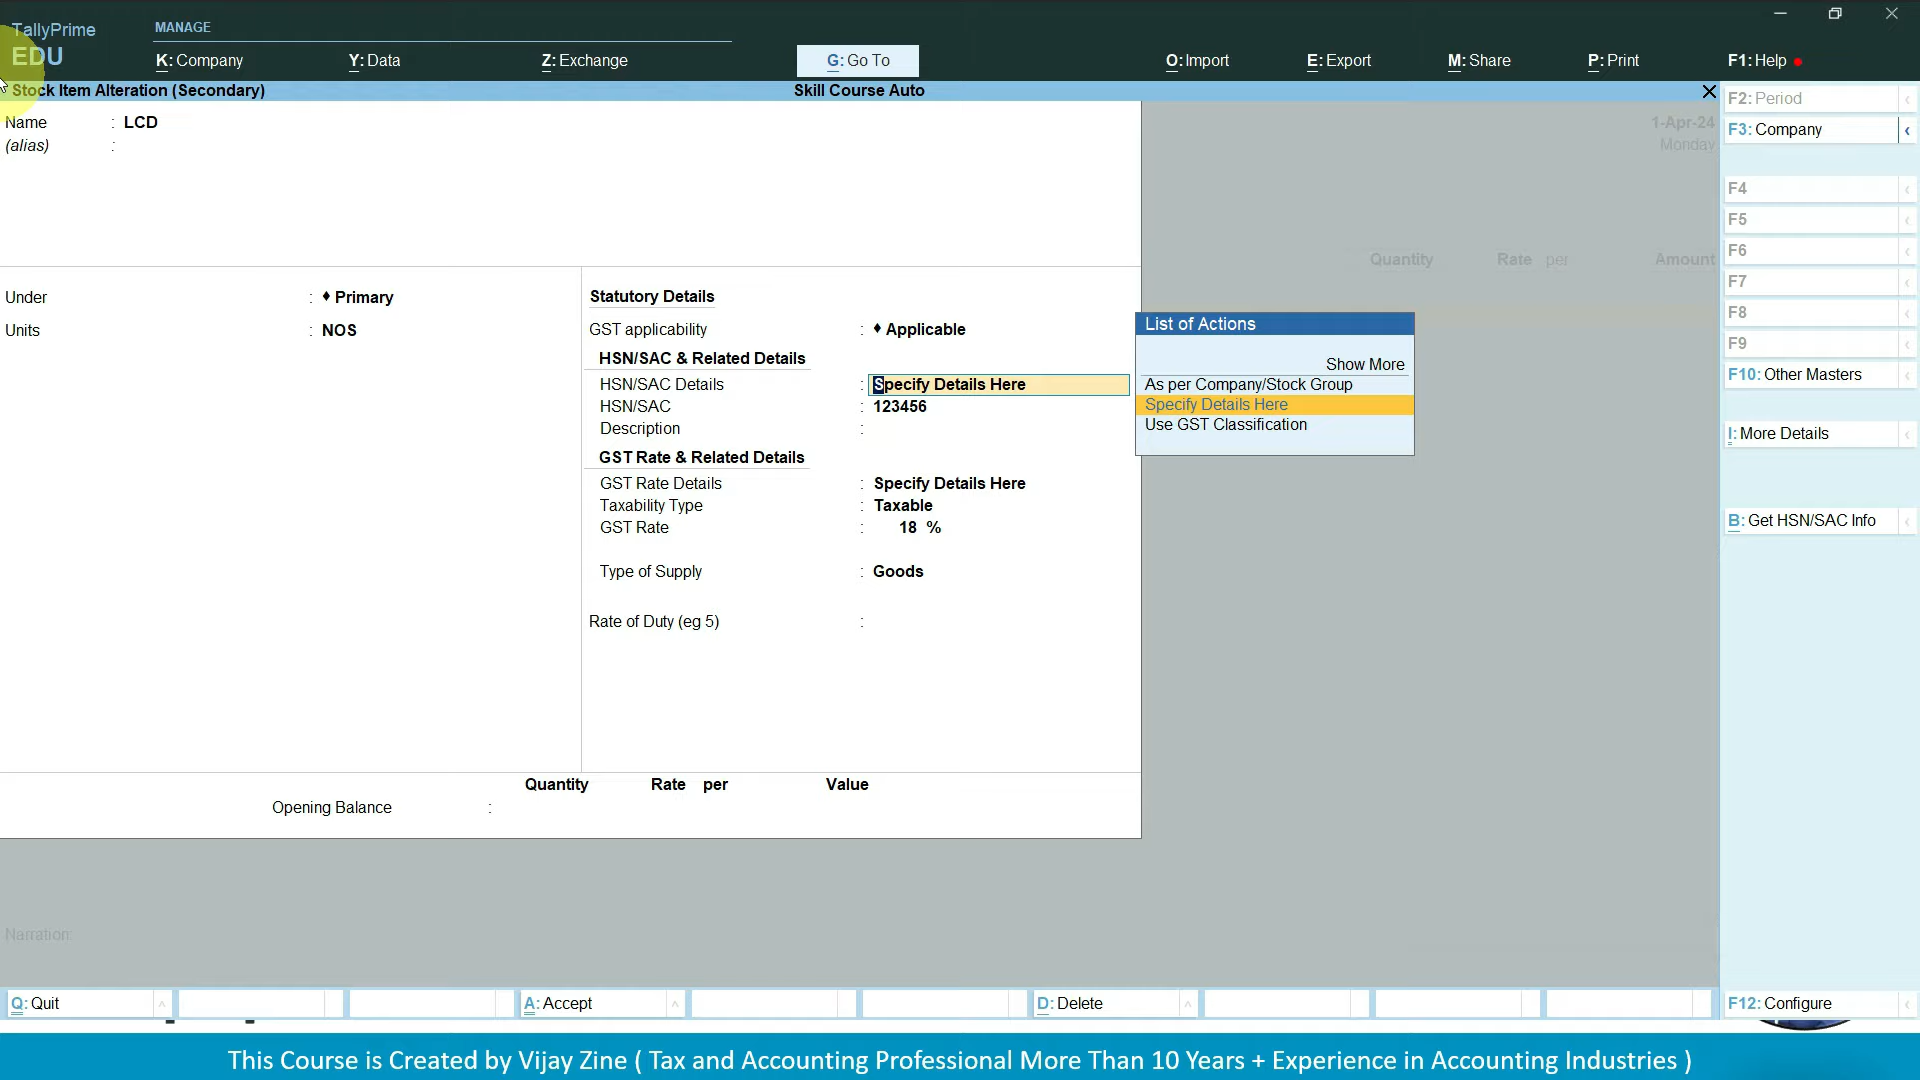 TallyPrime
EDU
MANAGE
K: Company
Y: Data
Z: Exchange
G: Go To
O: Import
E: Export
M: Share
P: Print
F1: Help
Stock Item Alteration (Secondary)
Skill Course Auto
Name : LCD
(alias) :
1-Apr-24
Monday
Quantity Rate per Amount
Under : ♦ Primary
Units : NOS
Statutory Details
GST applicability : ♦ Applicable
HSN/SAC & Related Details
HSN/SAC Details : Specify Details Here
HSN/SAC : 123456
Description :
GST Rate & Related Details
GST Rate Details : Specify Details Here
Taxability Type : Taxable
GST Rate : 18 %
Type of Supply : Goods
Rate of Duty (eg 5) :
List of Actions
Show More
As per Company/Stock Group
Specify Details Here
Use GST Classification
Quantity Rate per Value
Opening Balance :
Narration:
F2: Period
F3: Company
F4
F5
F6
F7
F8
F9
F10: Other Masters
I: More Details
B: Get HSN/SAC Info
Q: Quit
A: Accept
D: Delete
F12: Configure
This Course is Created by Vijay Zine ( Tax and Accounting Professional More Than 10 Years + Experience in Accounting Industries )